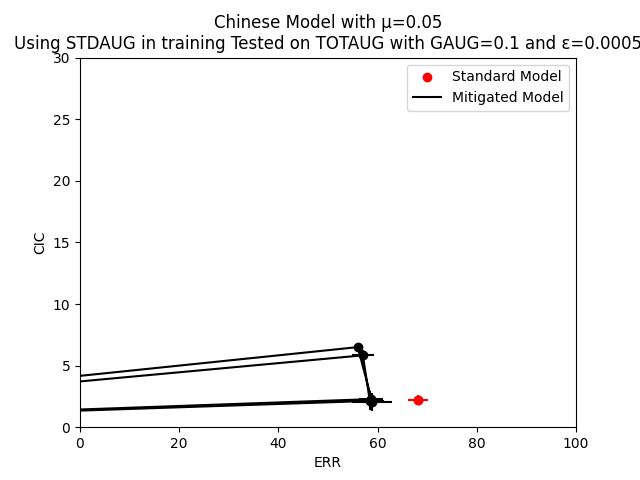 Chinese Model with μ=0.05
Using STDAUG in training Tested on TOTAUG with GAUG=0.1 and ε=0.0005
Standard Model
Mitigated Model
30
25
20
15
10
5
0
CIC
0 20 40 60 80 100
ERR